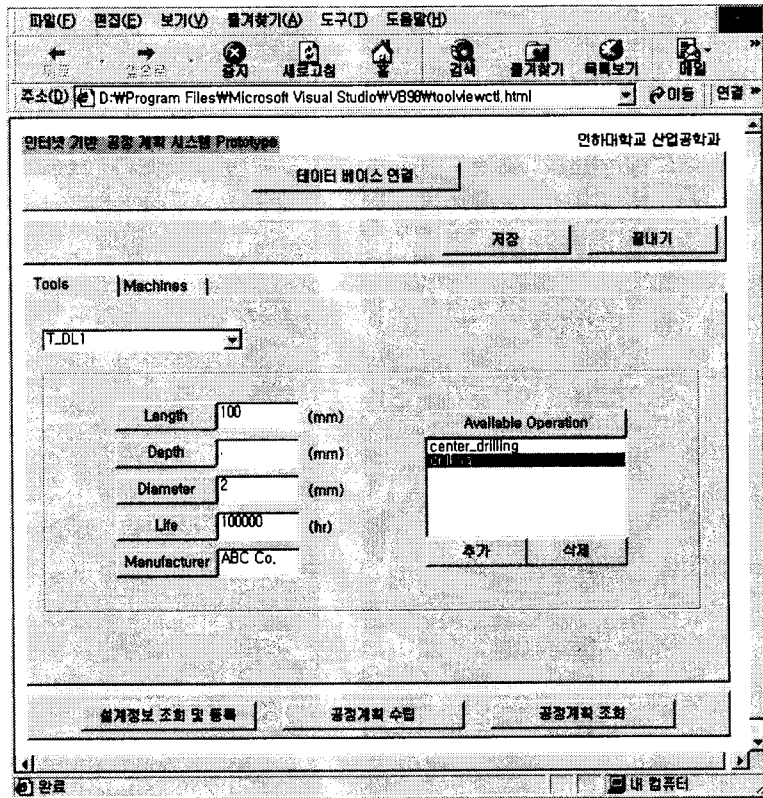 파일(F) 편집(E) 보기(V) 즐겨찾기(A) 도구(T) 도움말(H)
뒤로 앞으로 중지 새로고침 홈 검색 즐겨찾기 목록보기 메일 »
주소(D) D:₩Program Files₩Microsoft Visual Studio₩VB98₩toolviewctl.html 이동 연결 »
인터넷 기반 공정 계획 시스템 Prototype 인하대학교 산업공학과
테이터 베이스 연결
저장 끝내기
Tools Machines
T_DL1
Length 100 (mm)
Available Operation
Depth . (mm)
center_drilling
Diameter 2 (mm)
Life 100000 (hr)
추가 삭제
Manufacturer ABC Co.
설계정보 조회 및 등록 공정계획 수립 공정계획 조회
완료 내 컴퓨터